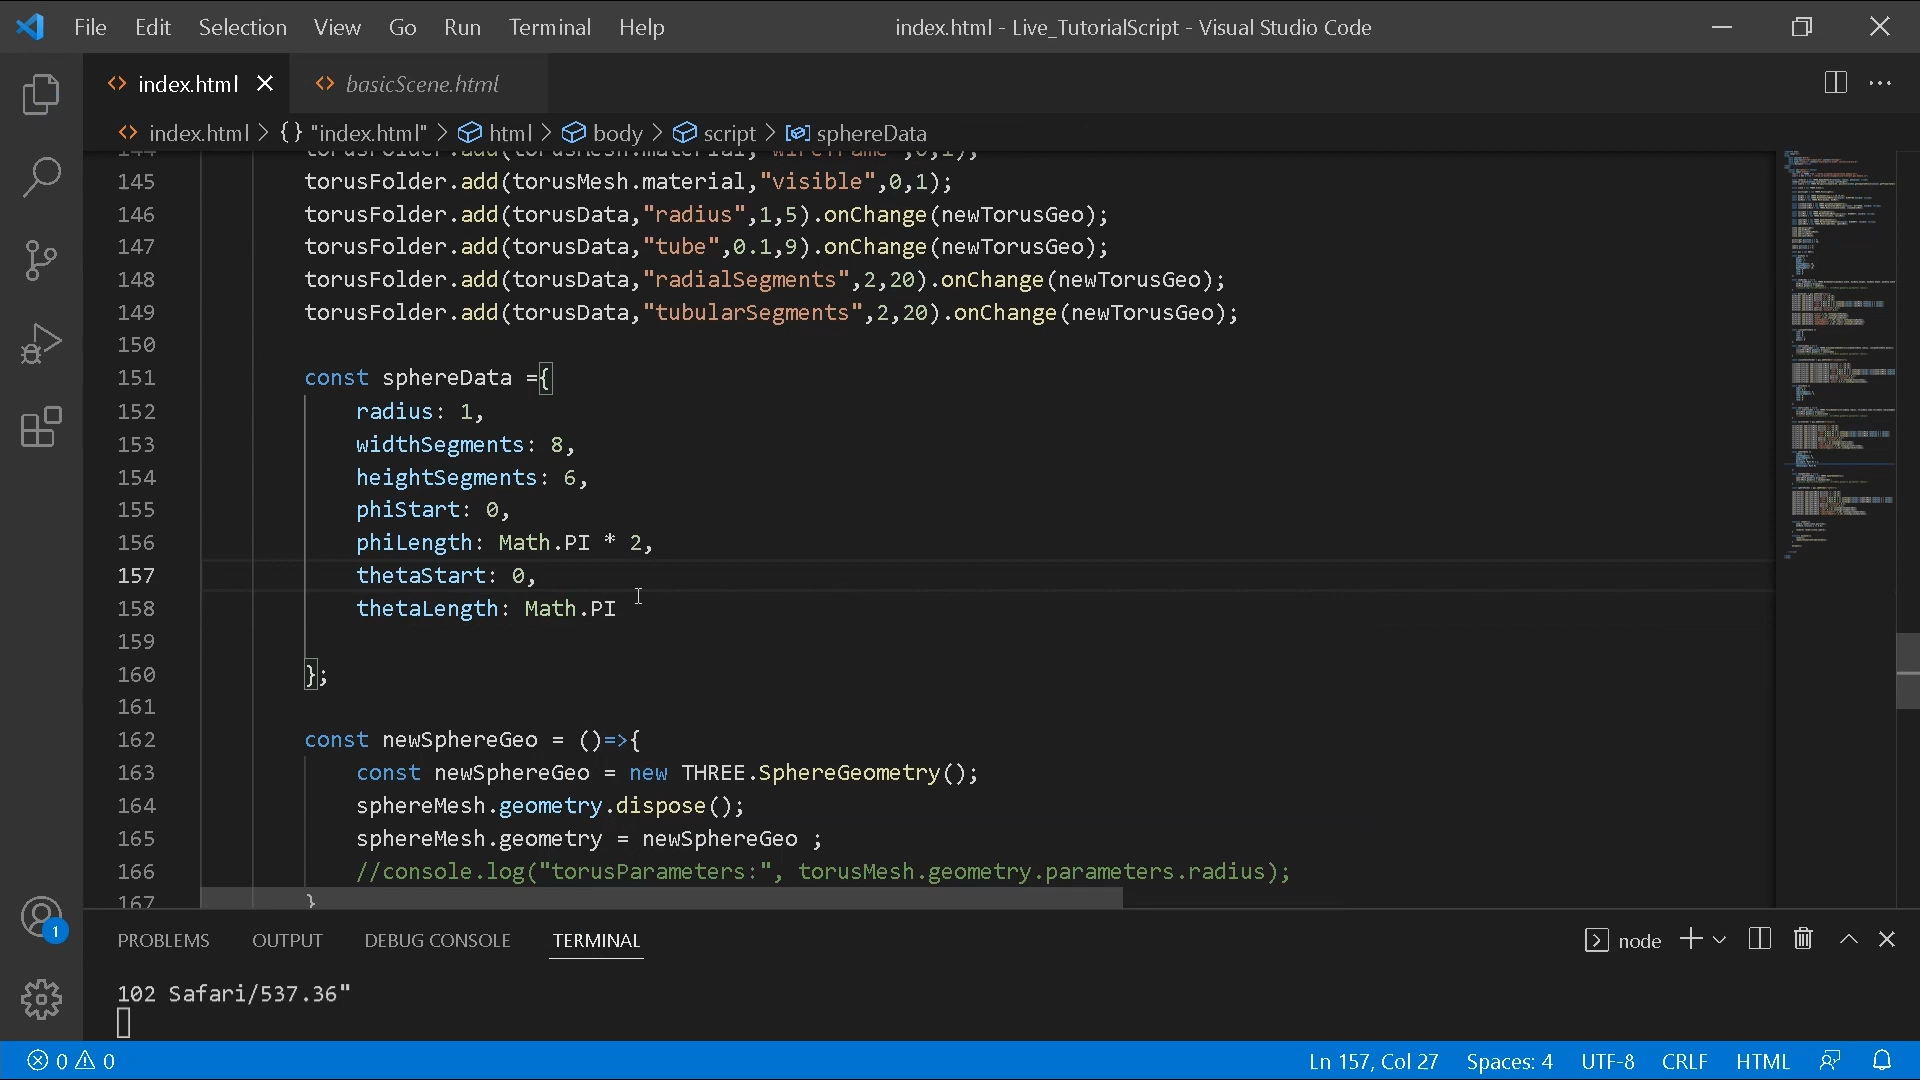 File Edit Selection View Go Run Terminal Help index.html - Live_TutorialScript - Visual Studio Code
index.html basicScene.html
index.html > {} "index.html" > html > body > script > sphereData
144 torusFolder.add(torusMesh.material,"wireframe",0,1);
145 torusFolder.add(torusMesh.material,"visible",0,1);
146 torusFolder.add(torusData,"radius",1,5).onChange(newTorusGeo);
147 torusFolder.add(torusData,"tube",0.1,9).onChange(newTorusGeo);
148 torusFolder.add(torusData,"radialSegments",2,20).onChange(newTorusGeo);
149 torusFolder.add(torusData,"tubularSegments",2,20).onChange(newTorusGeo);
150
151 const sphereData ={
152 radius: 1,
153 widthSegments: 8,
154 heightSegments: 6,
155 phiStart: 0,
156 phiLength: Math.PI * 2,
157 thetaStart: 0,
158 thetaLength: Math.PI
159
160 };
161
162 const newSphereGeo = ()=>{
163 const newSphereGeo = new THREE.SphereGeometry();
164 sphereMesh.geometry.dispose();
165 sphereMesh.geometry = newSphereGeo ;
166 //console.log("torusParameters:", torusMesh.geometry.parameters.radius);
167 }
PROBLEMS OUTPUT DEBUG CONSOLE TERMINAL node
102 Safari/537.36"
1
0 0 Ln 157, Col 27 Spaces: 4 UTF-8 CRLF HTML